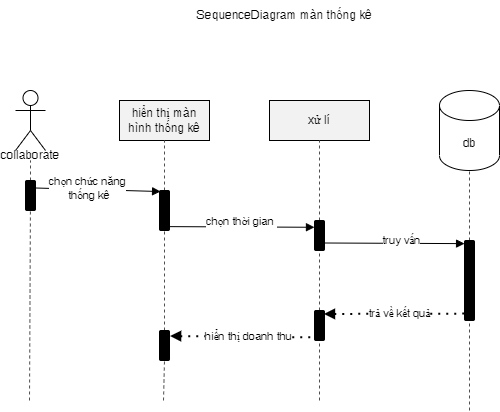 SequenceDiagram màn thống kê
hiển thị màn
hình thống kê
xử lí
db
collaborate
chọn chức năng
thống kê
chọn thời gian
truy vấn
trả về kết quả
hiển thị doanh thu